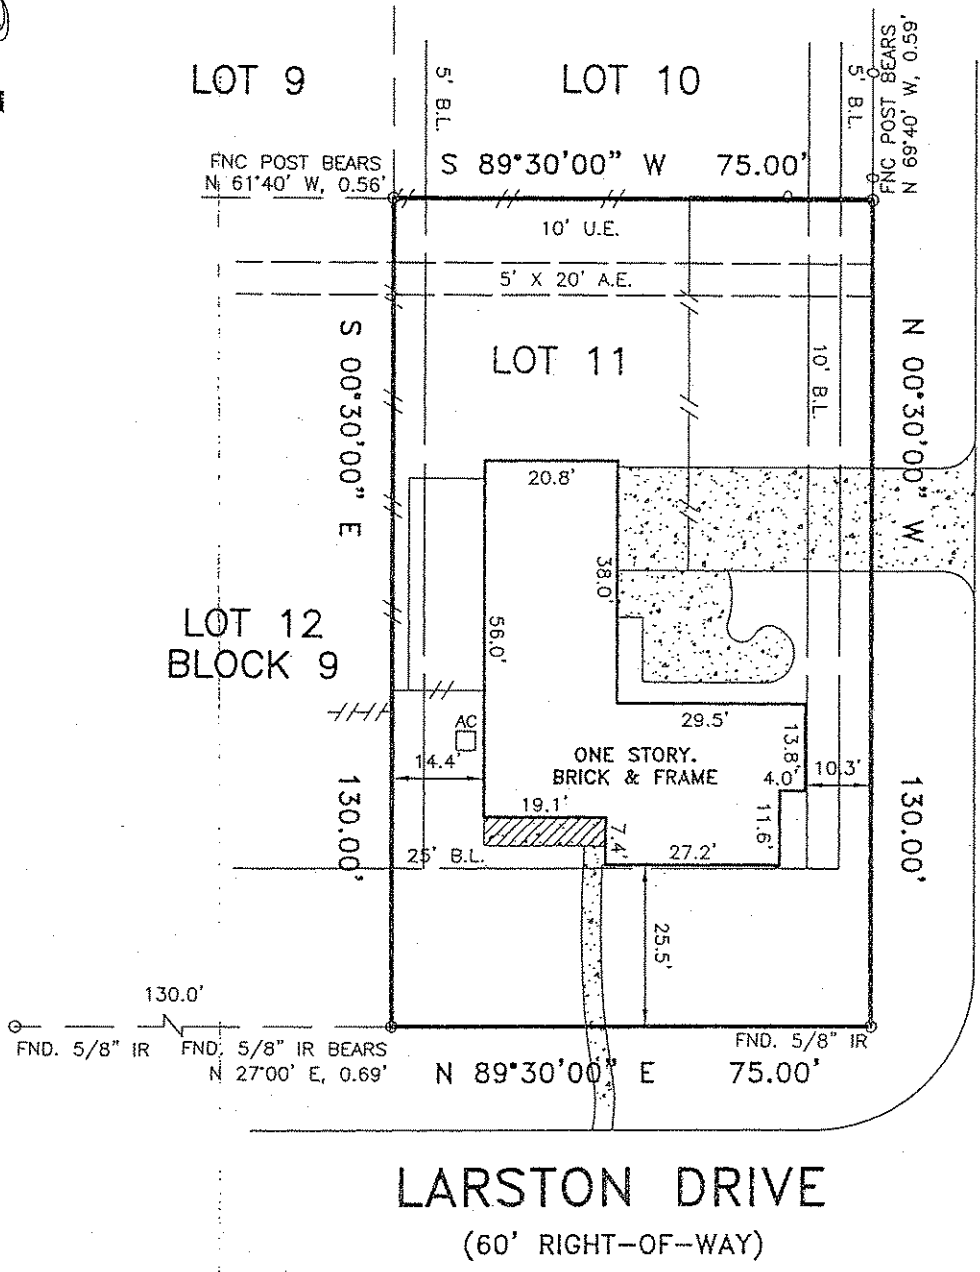 LOT 9
LOT 10
5' B.L.
5' B.L.
FNC POST BEARS
N 69°40' W, 0.59'
FNC POST BEARS
N 61°40' W, 0.56'
S 89°30'00" W 75.00'
10' U.E.
5' X 20' A.E.
LOT 11
10' B.L.
S 00°30'00" E 130.00'
N 00°30'00" W 130.00'
20.8'
38.0'
56.0'
LOT 12
BLOCK 9
29.5'
13.8'
AC
14.4'
ONE STORY.
BRICK & FRAME
4.0'
10.3'
19.1'
11.6'
7.4'
27.2'
25' B.L.
25.5'
130.0'
FND. 5/8" IR
FND. 5/8" IR BEARS
N 27°00' E, 0.69'
FND. 5/8" IR
N 89°30'00" E 75.00'
LARSTON DRIVE
(60' RIGHT-OF-WAY)